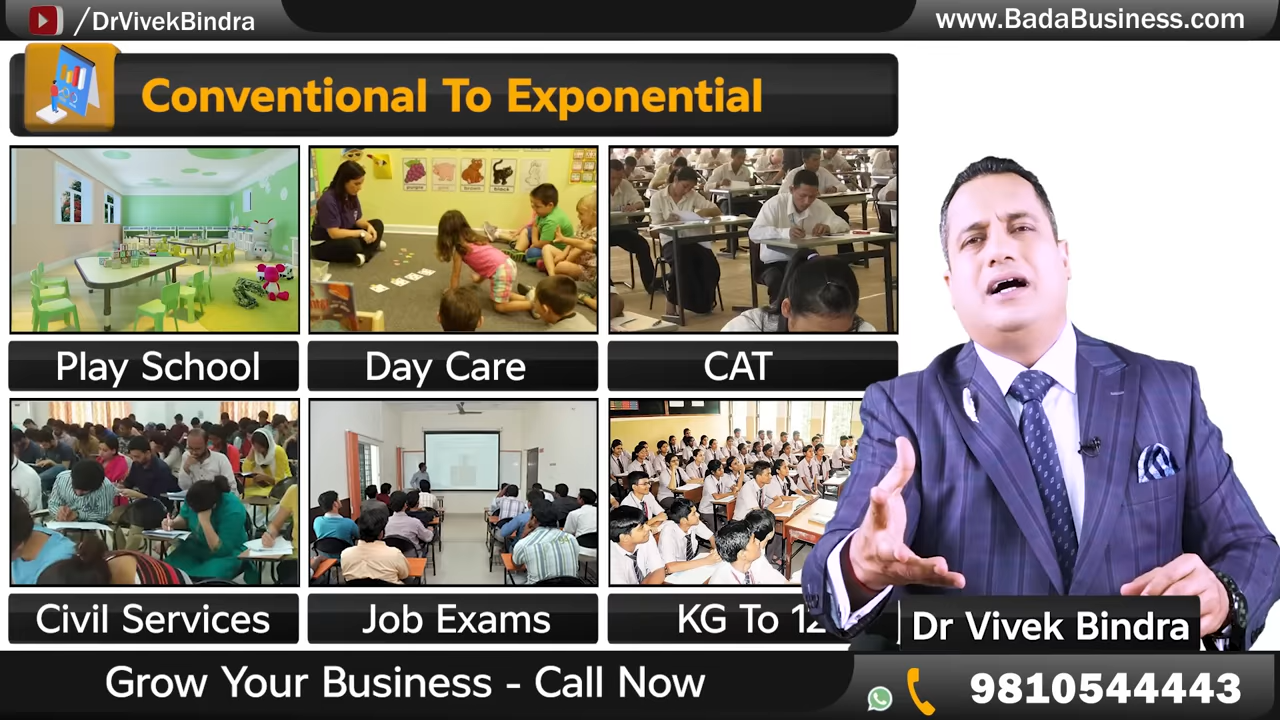 /DrVivekBindra
www.BadaBusiness.com
Conventional To Exponential
Play School
Day Care
CAT
Civil Services
Job Exams
KG To 12
Dr Vivek Bindra
Grow Your Business - Call Now
9810544443